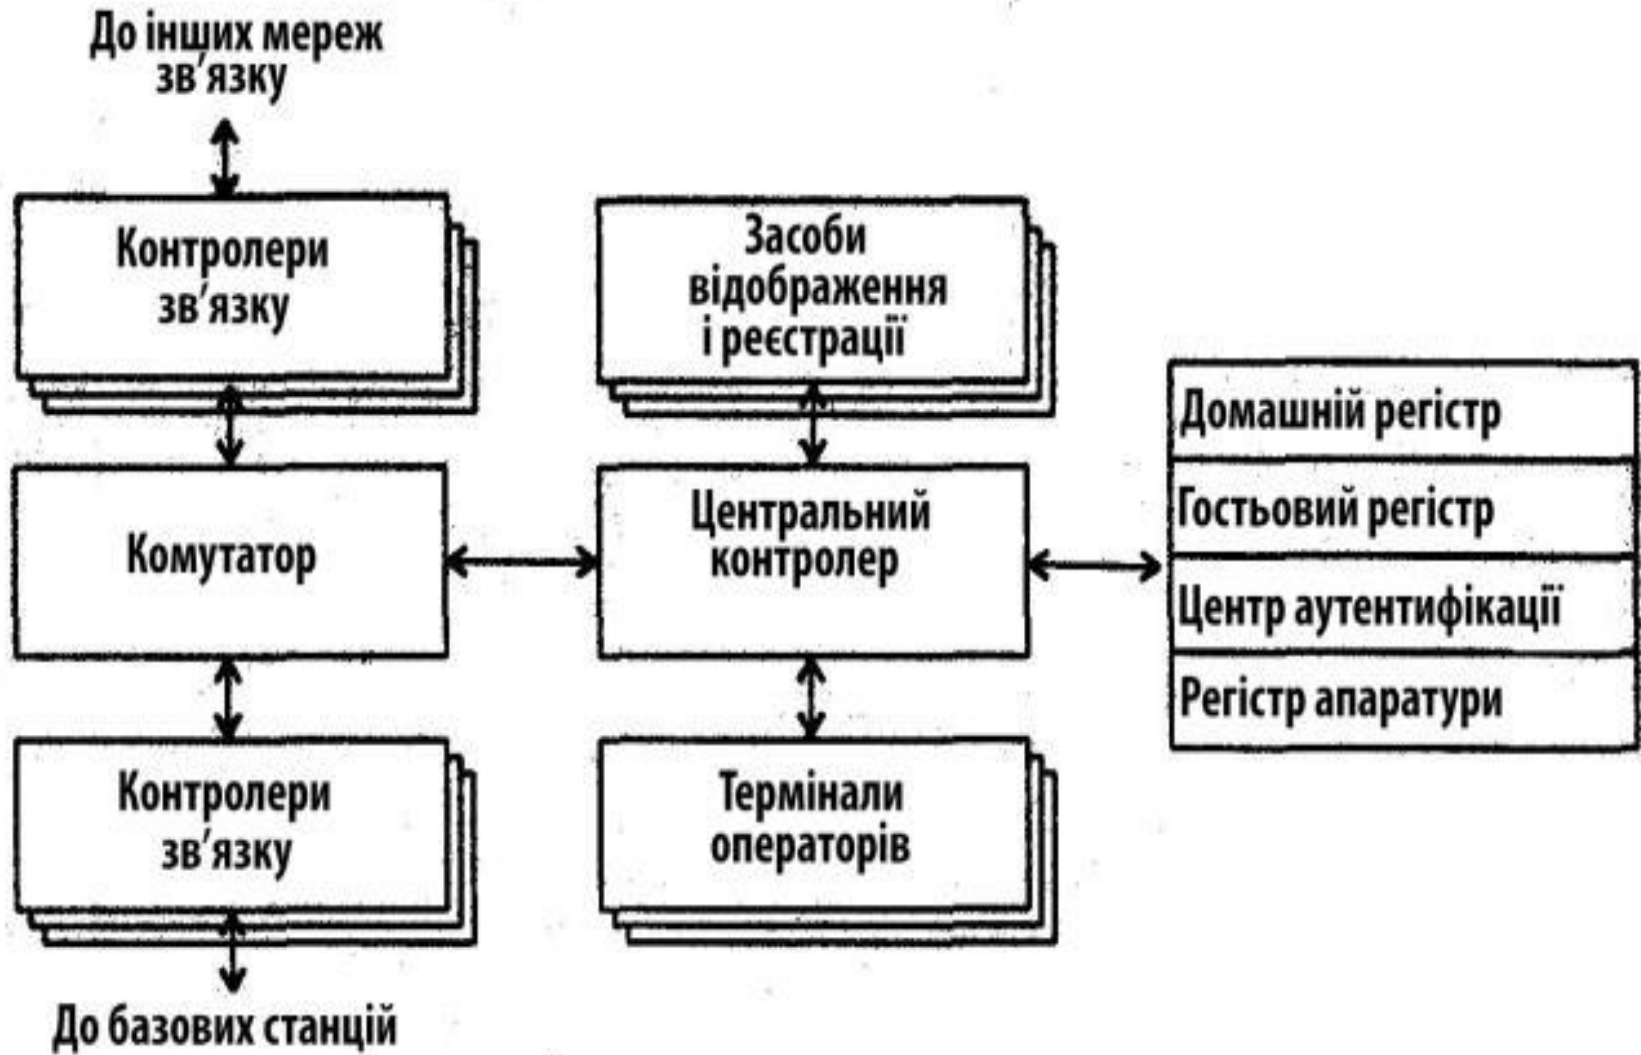 До інших мереж
зв'язку
Контролери
зв'язку
Засоби
відображення
і реєстрації
Домашній регістр
Гостьовий регістр
Центр аутентифікації
Регістр апаратури
Комутатор
Центральний
контролер
Контролери
зв'язку
Термінали
операторів
До базових станцій